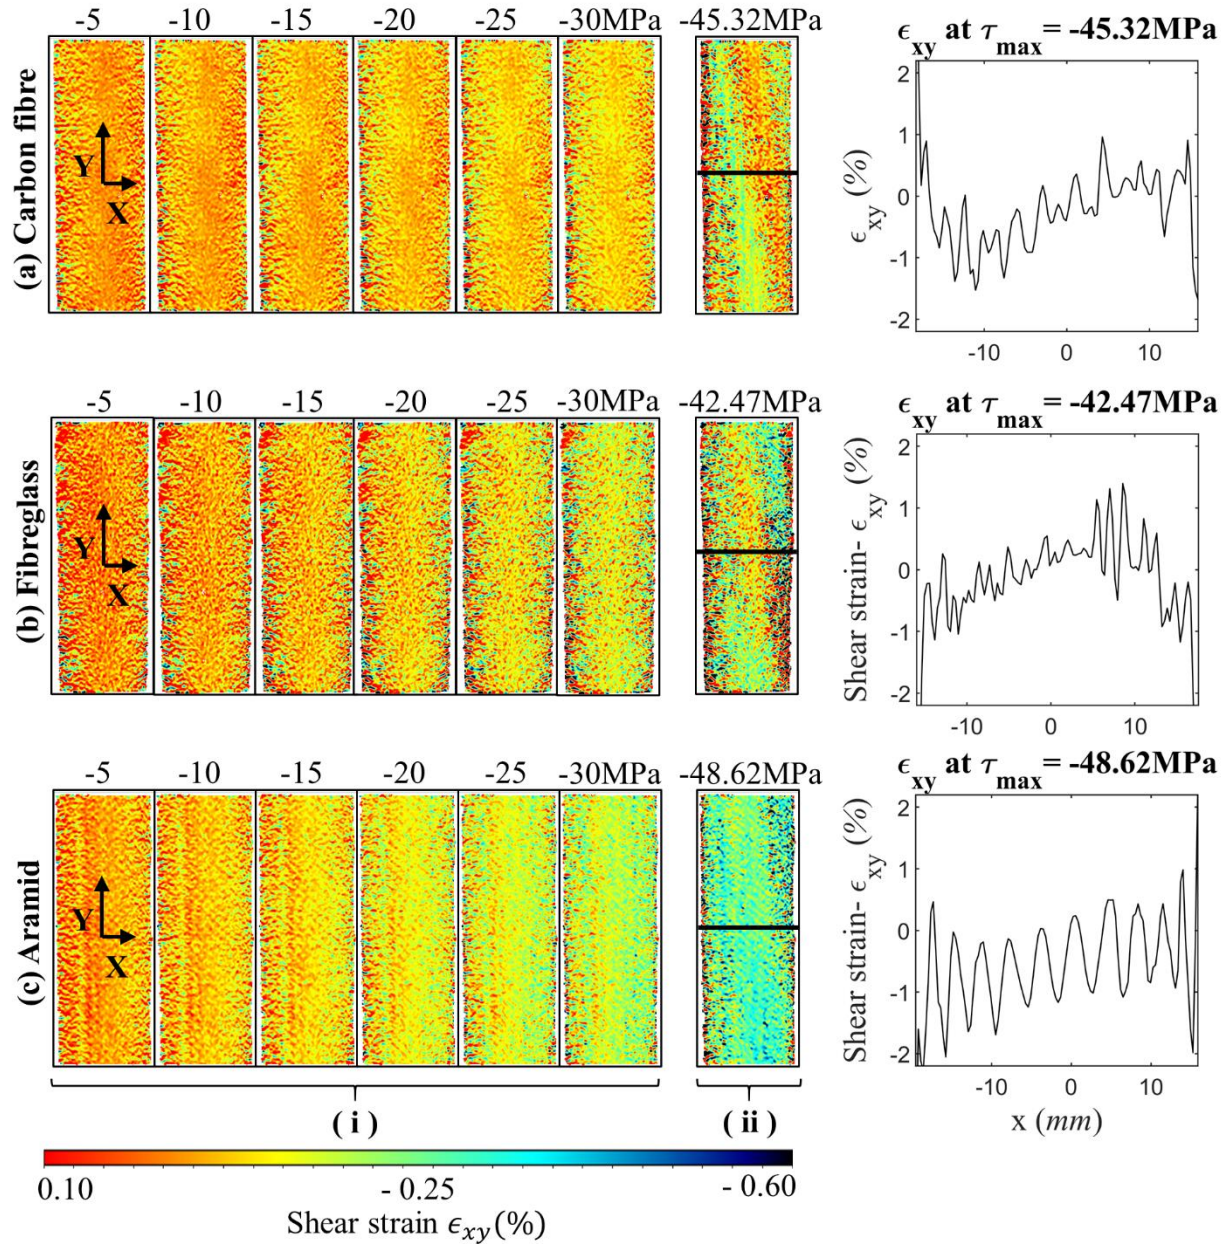 -5 -10 -15 -20 -25 -30MPa -45.32MPa
ϵxy at τmax = -45.32MPa
(a) Carbon fibre
Y
X
ϵxy (%)
2
1
0
-1
-2
-10 0 10
-5 -10 -15 -20 -25 -30MPa -42.47MPa
ϵxy at τmax = -42.47MPa
(b) Fibreglass
Y
X
Shear strain- ϵxy (%)
2
1
0
-1
-2
-10 0 10
-5 -10 -15 -20 -25 -30MPa -48.62MPa
ϵxy at τmax = -48.62MPa
(c) Aramid
Y
X
Shear strain- ϵxy (%)
2
1
0
-1
-2
-10 0 10
x (mm)
( i ) ( ii )
0.10 - 0.25 - 0.60
Shear strain ϵxy(%)